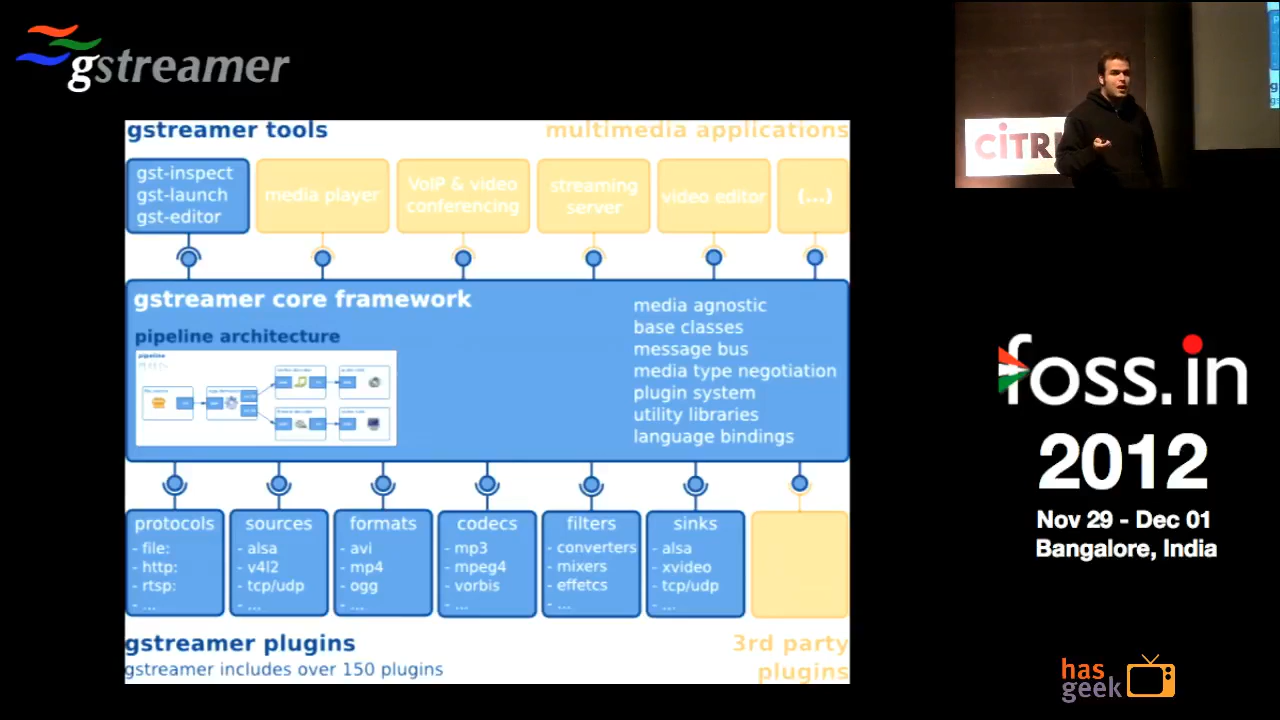 gstreamer
gstreamer tools
multimedia applications
gst-inspect
gst-launch
gst-editor
media player
VoIP & video
conferencing
streaming
server
video editor
(...)
gstreamer core framework
pipeline architecture
pipeline
media agnostic
base classes
message bus
media type negotiation
plugin system
utility libraries
language bindings
protocols
- file:
- http:
- rtsp:
- ...
sources
- alsa
- v4l2
- tcp/udp
- ...
formats
- avi
- mp4
- ogg
- ...
codecs
- mp3
- mpeg4
- vorbis
- ...
filters
- converters
- mixers
- effetcs
- ...
sinks
- alsa
- xvideo
- tcp/udp
- ...
gstreamer plugins
gstreamer includes over 150 plugins
3rd party
plugins
foss.in
2012
Nov 29 - Dec 01
Bangalore, India
has
geek